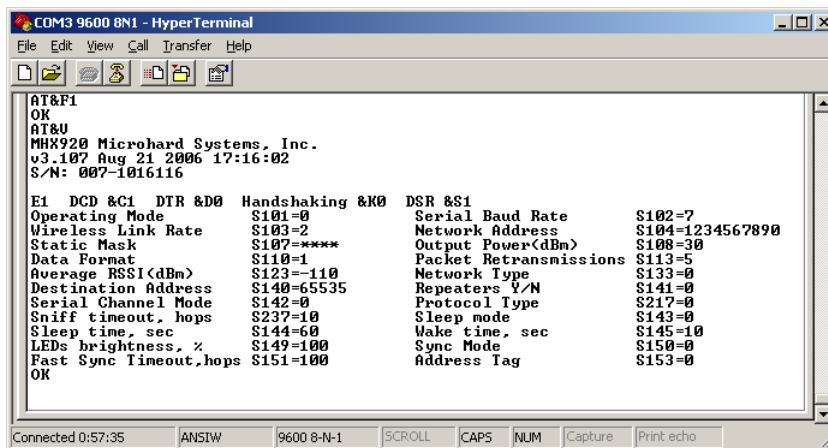 COM3 9600 8N1 - HyperTerminal
File Edit View Call Transfer Help
AT&F1
OK
AT&V
MHX920 Microhard Systems, Inc.
v3.107 Aug 21 2006 17:16:02
S/N: 007-1016116
E1 DCD &C1 DTR &D0 Handshaking &K0 DSR &S1
Operating Mode S101=0 Serial Baud Rate S102=7
Wireless Link Rate S103=2 Network Address S104=1234567890
Static Mask S107=**** Output Power(dBm) S108=30
Data Format S110=1 Packet Retransmissions S113=5
Average RSSI(dBm) S123=-110 Network Type S133=0
Destination Address S140=65535 Repeaters Y/N S141=0
Serial Channel Mode S142=0 Protocol Type S217=0
Sniff timeout, hops S237=10 Sleep mode S143=0
Sleep time, sec S144=60 Wake time, sec S145=10
LEDs brightness, % S149=100 Sync Mode S150=0
Fast Sync Timeout,hops S151=100 Address Tag S153=0
OK
Connected 0:57:35 ANSIW 9600 8-N-1 SCROLL CAPS NUM Capture Print echo